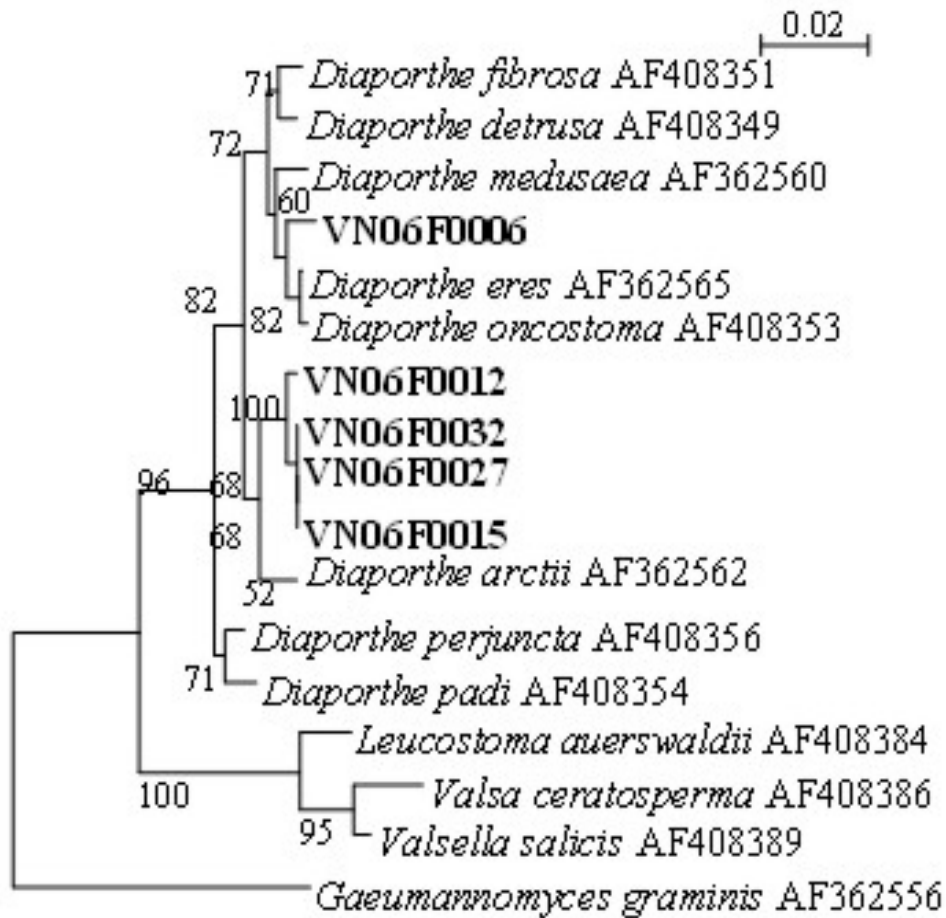 0.02
71
Diaporthe fibrosa AF408351
Diaporthe detrusa AF408349
72
Diaporthe medusaea AF362560
60
VN06F0006
Diaporthe eres AF362565
82
82
Diaporthe oncostoma AF408353
VN06F0012
100
VN06F0032
VN06F0027
96
68
68
VN06F0015
Diaporthe arctii AF362562
52
Diaporthe perjuncta AF408356
71
Diaporthe padi AF408354
Leucostoma auerswaldii AF408384
100
Valsa ceratosperma AF408386
95
Valsella salicis AF408389
Gaeumannomyces graminis AF362556